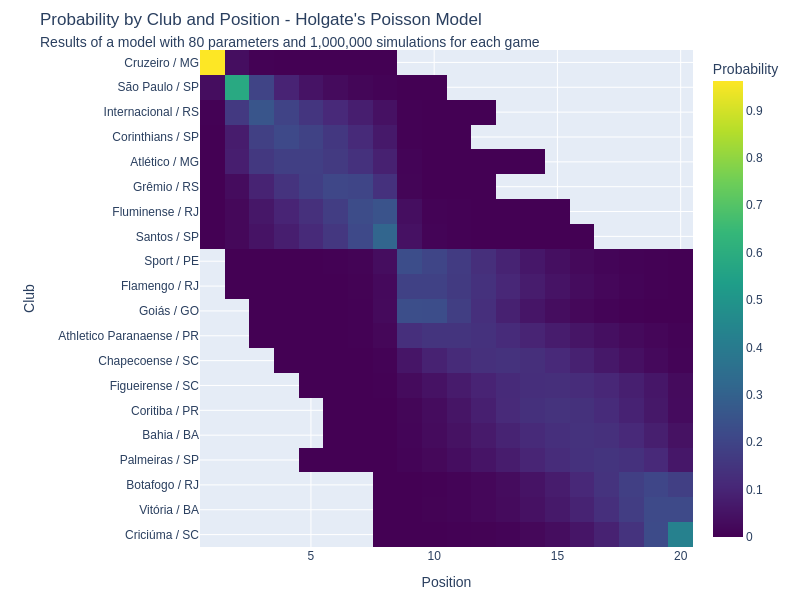 Probability by Club and Position - Holgate's Poisson Model
Results of a model with 80 parameters and 1,000,000 simulations for each game
Probability
Cruzeiro / MG
São Paulo / SP
Internacional / RS
Corinthians / SP
Atlético / MG
Grêmio / RS
Fluminense / RJ
Santos / SP
Sport / PE
Flamengo / RJ
Goiás / GO
Athletico Paranaense / PR
Chapecoense / SC
Figueirense / SC
Coritiba / PR
Bahia / BA
Palmeiras / SP
Botafogo / RJ
Vitória / BA
Criciúma / SC
Club
5
10
15
20
Position
0.9
0.8
0.7
0.6
0.5
0.4
0.3
0.2
0.1
0